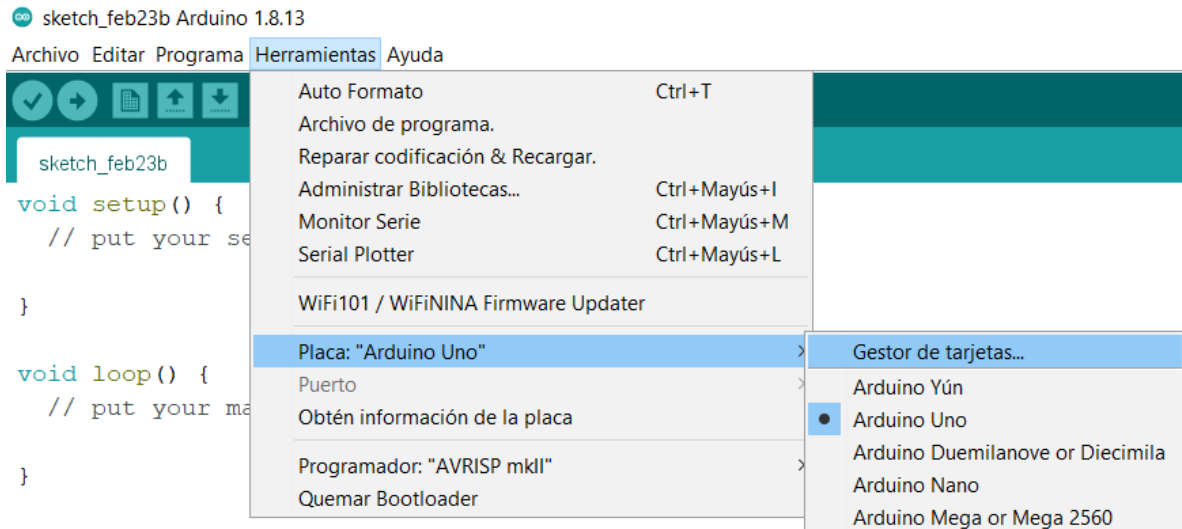 sketch_feb23b Arduino 1.8.13
Archivo Editar Programa Herramientas Ayuda
Auto Formato Ctrl+T
Archivo de programa.
Reparar codificación & Recargar.
Administrar Bibliotecas... Ctrl+Mayús+I
Monitor Serie Ctrl+Mayús+M
Serial Plotter Ctrl+Mayús+L
WiFi101 / WiFiNINA Firmware Updater
Placa: "Arduino Uno"
Puerto
Obtén información de la placa
Programador: "AVRISP mkII"
Quemar Bootloader
Gestor de tarjetas...
Arduino Yún
Arduino Uno
Arduino Duemilanove or Diecimila
Arduino Nano
Arduino Mega or Mega 2560
sketch_feb23b
void setup() {
// put your se
}
void loop() {
// put your ma
}